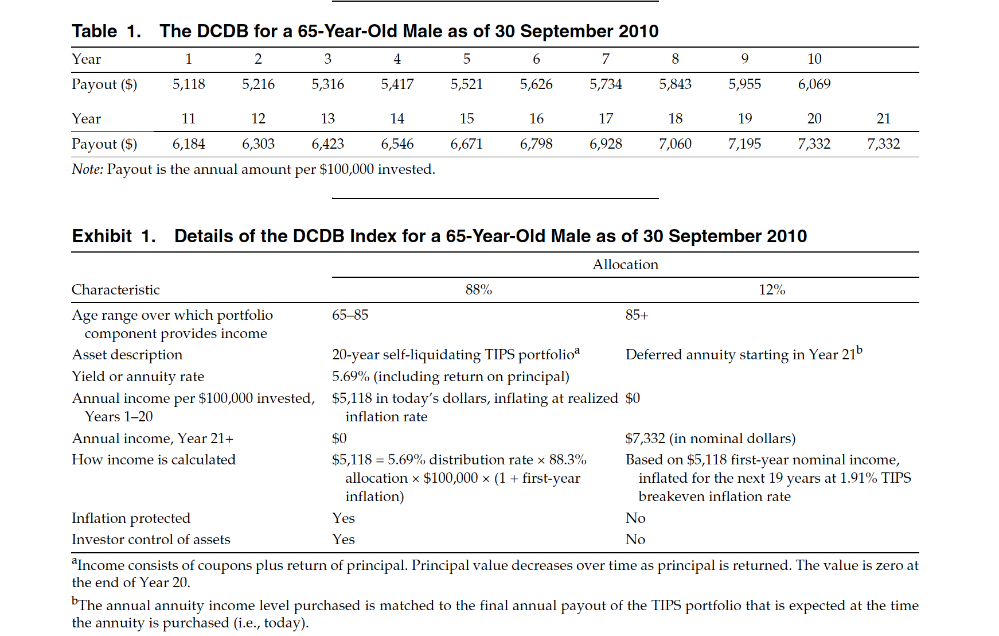 Table 1. The DCDB for a 65-Year-Old Male as of 30 September 2010
Year 1 2 3 4 5 6 7 8 9 10
Payout ($) 5,118 5,216 5,316 5,417 5,521 5,626 5,734 5,843 5,955 6,069
Year 11 12 13 14 15 16 17 18 19 20 21
Payout ($) 6,184 6,303 6,423 6,546 6,671 6,798 6,928 7,060 7,195 7,332 7,332
Note: Payout is the annual amount per $100,000 invested.
Exhibit 1. Details of the DCDB Index for a 65-Year-Old Male as of 30 September 2010
Allocation
Characteristic 88% 12%
Age range over which portfolio 65–85 85+
component provides income
Asset description 20-year self-liquidating TIPS portfolioa Deferred annuity starting in Year 21b
Yield or annuity rate 5.69% (including return on principal)
Annual income per $100,000 invested, $5,118 in today's dollars, inflating at realized $0
Years 1–20 inflation rate
Annual income, Year 21+ $0 $7,332 (in nominal dollars)
How income is calculated $5,118 = 5.69% distribution rate × 88.3% Based on $5,118 first-year nominal income,
allocation × $100,000 × (1 + first-year inflated for the next 19 years at 1.91% TIPS
inflation) breakeven inflation rate
Inflation protected Yes No
Investor control of assets Yes No
aIncome consists of coupons plus return of principal. Principal value decreases over time as principal is returned. The value is zero at
the end of Year 20.
bThe annual annuity income level purchased is matched to the final annual payout of the TIPS portfolio that is expected at the time
the annuity is purchased (i.e., today).